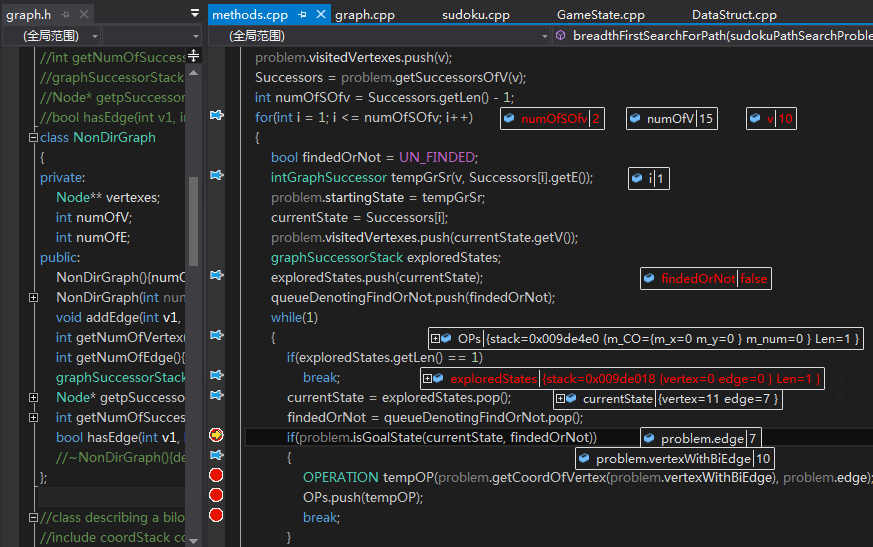 graph.h
methods.cpp
graph.cpp
sudoku.cpp
GameState.cpp
DataStruct.cpp
(全局范围)
(全局范围)
breadthFirstSearchForPath(sudokuPathSearchProble
//int getNumOfSuccess
//graphSuccessorStack
//Node* getpSuccessor
//bool hasEdge(int v1, in
class NonDirGraph
{
private:
Node** vertexes;
int numOfV;
int numOfE;
public:
NonDirGraph(){numO
NonDirGraph(int num
void addEdge(int v1,
int getNumOfVertex(
int getNumOfEdge(){
graphSuccessorStack
Node* getpSuccessor
int getNumOfSuccess
bool hasEdge(int v1, i
//~NonDirGraph(){de
};
//class describing a bilo
//include coordStack co
problem.visitedVertexes.push(v);
Successors = problem.getSuccessorsOfV(v);
int numOfSOfv = Successors.getLen() - 1;
for(int i = 1; i <= numOfSOfv; i++) numOfSOfv 2 numOfV 15 v 10
{
bool findedOrNot = UN_FINDED;
intGraphSuccessor tempGrSr(v, Successors[i].getE()); i 1
problem.startingState = tempGrSr;
currentState = Successors[i];
problem.visitedVertexes.push(currentState.getV());
graphSuccessorStack exploredStates;
exploredStates.push(currentState); findedOrNot false
queueDenotingFindOrNot.push(findedOrNot);
while(1)
{ OPs {stack=0x009de4e0 {m_CO={m_x=0 m_y=0 } m_num=0 } Len=1 }
if(exploredStates.getLen() == 1)
break; exploredStates {stack=0x009de018 {vertex=0 edge=0 } Len=1 }
currentState = exploredStates.pop(); currentState {vertex=11 edge=7 }
findedOrNot = queueDenotingFindOrNot.pop();
if(problem.isGoalState(currentState, findedOrNot)) problem.edge 7
{ problem.vertexWithBiEdge 10
OPERATION tempOP(problem.getCoordOfVertex(problem.vertexWithBiEdge), problem.edge);
OPs.push(tempOP);
break;
}